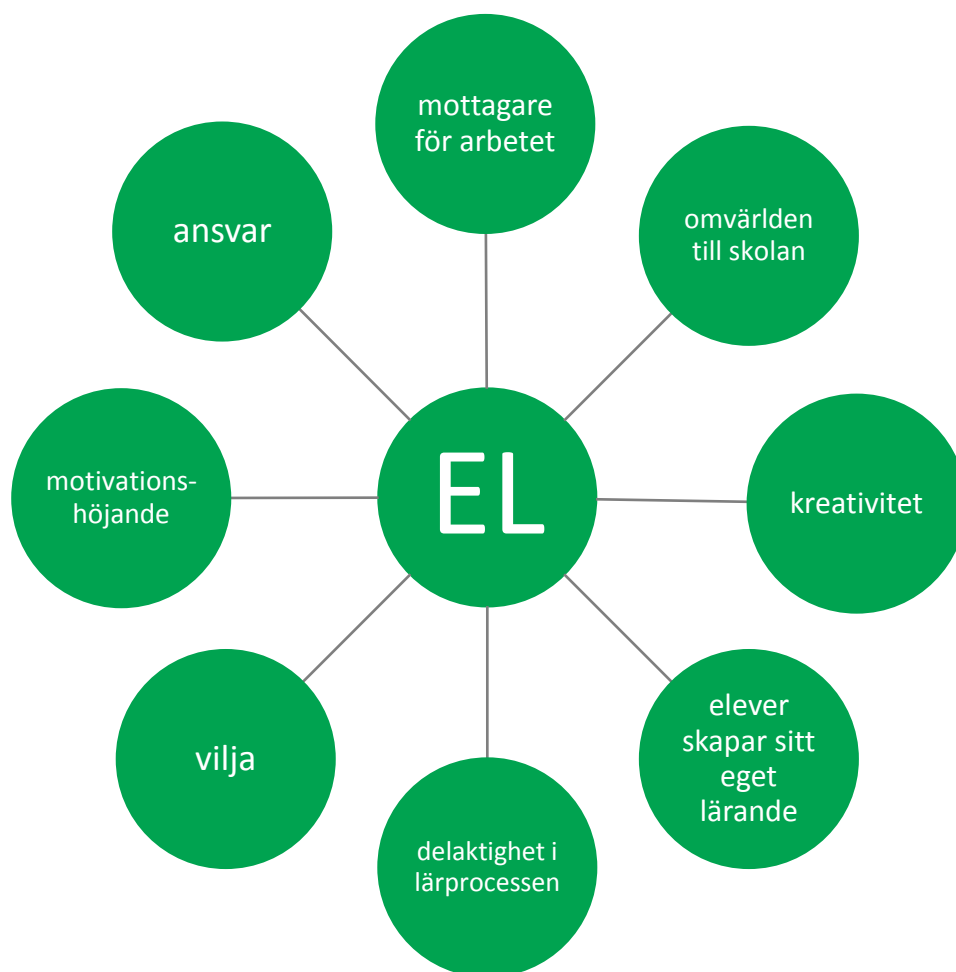 mottagare
för arbetet
omvärlden
till skolan
kreativitet
elever
skapar sitt
eget
lärande
delaktighet i
lärprocessen
vilja
motivations-
höjande
ansvar
EL